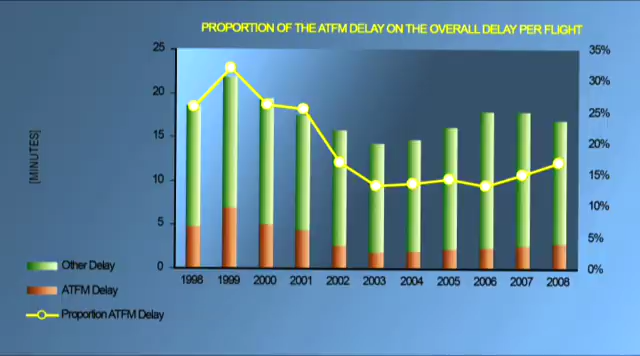 PROPORTION OF THE ATFM DELAY ON THE OVERALL DELAY PER FLIGHT
25
20
15
10
5
0
[MINUTES]
35%
30%
25%
20%
15%
10%
5%
0%
1998 1999 2000 2001 2002 2003 2004 2005 2006 2007 2008
Other Delay
ATFM Delay
Proportion ATFM Delay